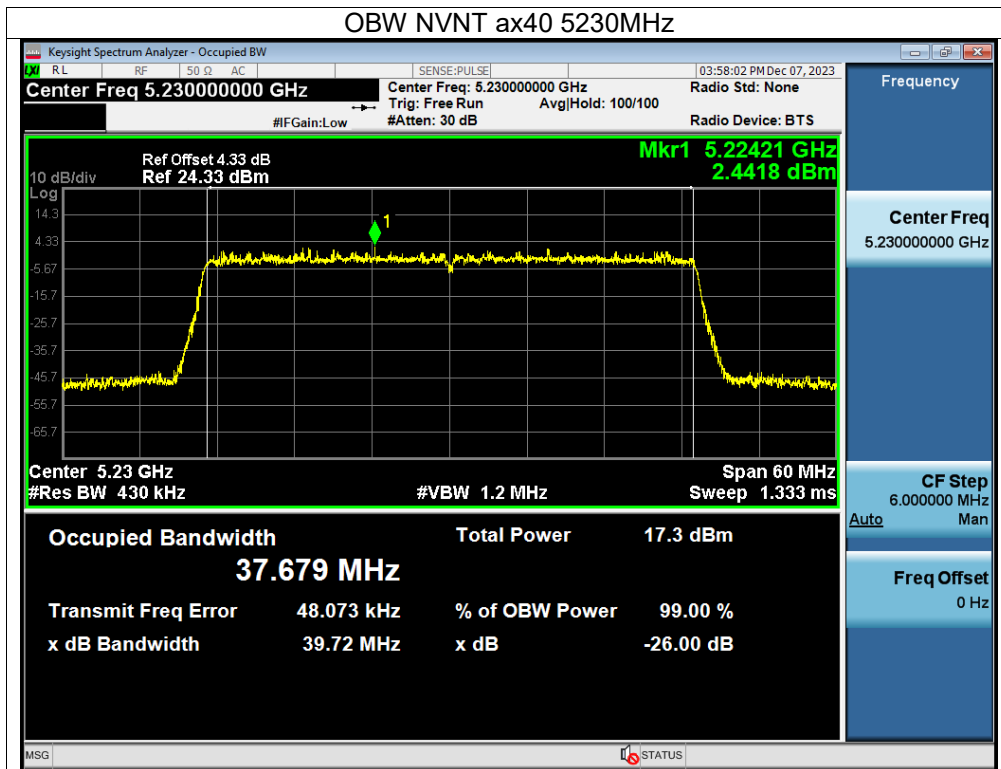 OBW NVNT ax40 5230MHz
Keysight Spectrum Analyzer - Occupied BW
LXI RL RF 50 Ω AC SENSE:PULSE 03:58:02 PM Dec 07, 2023
Center Freq 5.230000000 GHz Center Freq: 5.230000000 GHz Radio Std: None
Trig: Free Run Avg|Hold: 100/100
#IFGain:Low #Atten: 30 dB Radio Device: BTS
Frequency
Mkr1 5.22421 GHz
Ref Offset 4.33 dB
10 dB/div Ref 24.33 dBm 2.4418 dBm
Log
14.3
1
4.33
-5.67
-15.7
-25.7
-35.7
-45.7
-55.7
-65.7
Center 5.23 GHz Span 60 MHz
#Res BW 430 kHz #VBW 1.2 MHz Sweep 1.333 ms
Center Freq
5.230000000 GHz
CF Step
6.000000 MHz
Auto Man
Freq Offset
0 Hz
Occupied Bandwidth Total Power 17.3 dBm
37.679 MHz
Transmit Freq Error 48.073 kHz % of OBW Power 99.00 %
x dB Bandwidth 39.72 MHz x dB -26.00 dB
MSG STATUS